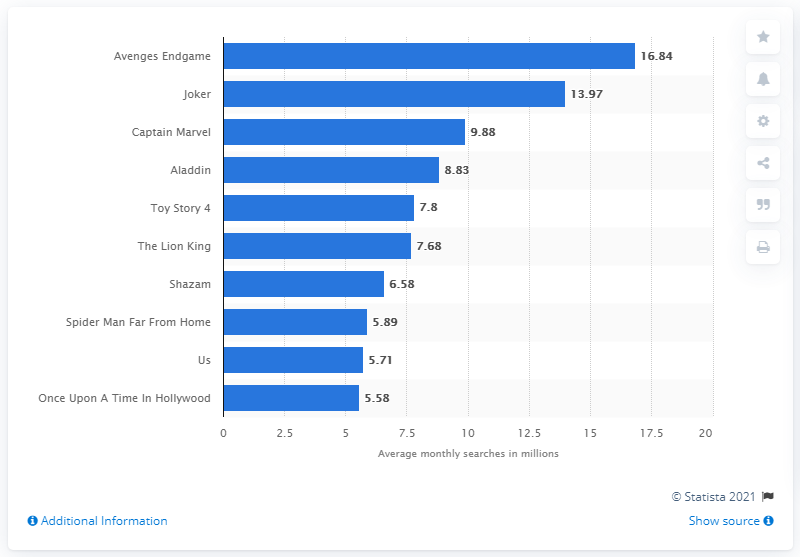 Avenges Endgame 16.84
Joker 13.97
Captain Marvel 9.88
Aladdin 8.83
Toy Story 4 7.8
The Lion King 7.68
Shazam 6.58
Spider Man Far From Home 5.89
Us 5.71
Once Upon A Time In Hollywood 5.58
0 2.5 5 7.5 10 12.5 15 17.5 20
Average monthly searches in millions
© Statista 2021
Additional Information
Show source